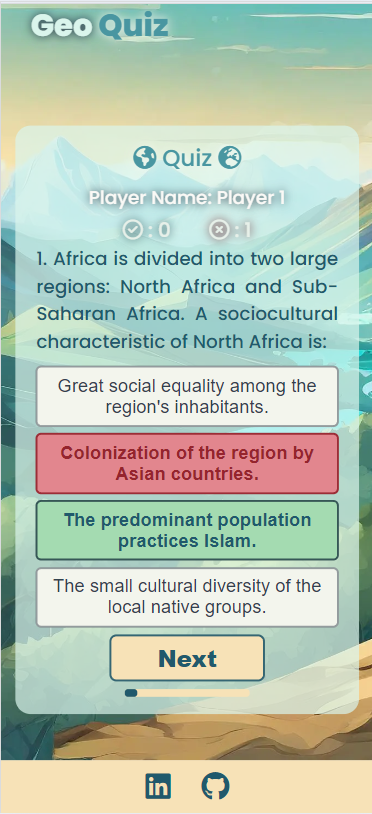 Geo Quiz
Quiz
Player Name: Player 1
: 0 : 1
1. Africa is divided into two large
regions: North Africa and Sub-
Saharan Africa. A sociocultural
characteristic of North Africa is:
Great social equality among the
region's inhabitants.
Colonization of the region by
Asian countries.
The predominant population
practices Islam.
The small cultural diversity of the
local native groups.
Next
in